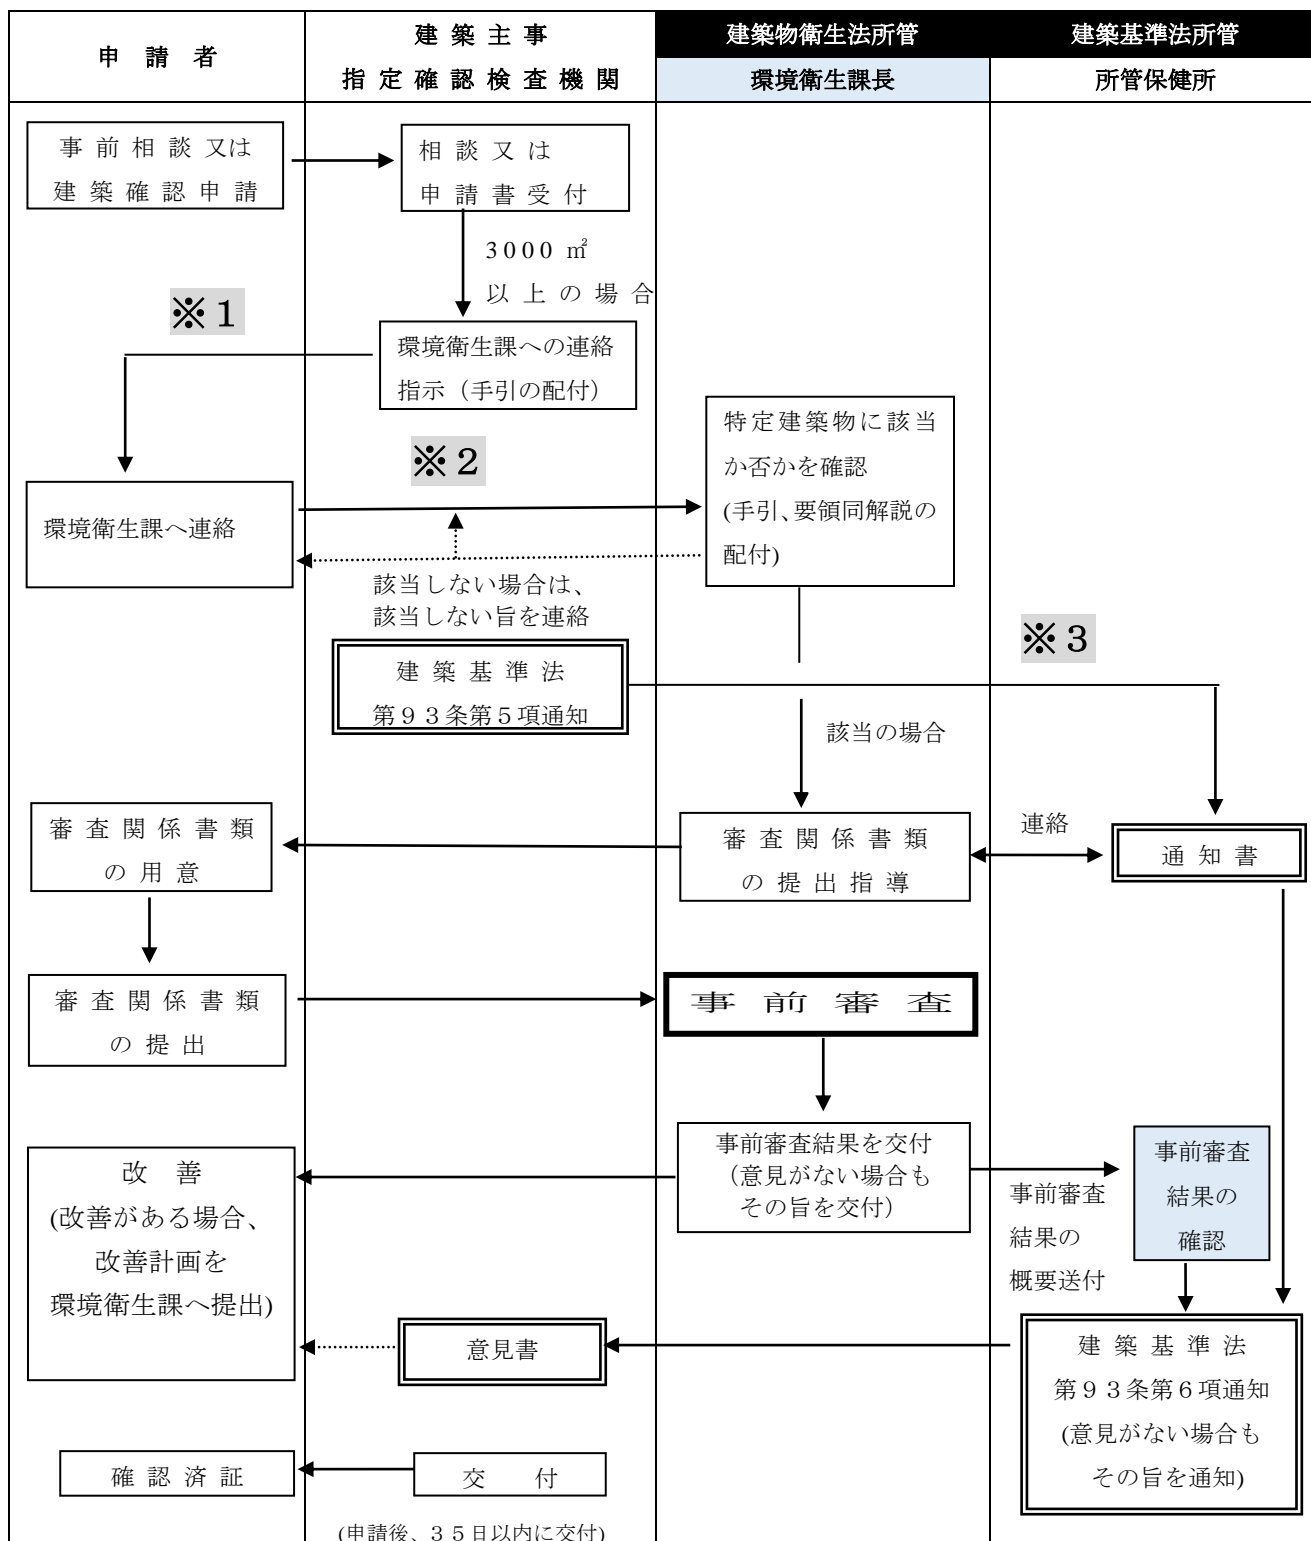 申 請 者
建 築 主 事
指 定 確 認 検 査 機 関
建築物衛生法所管
環境衛生課長
建築基準法所管
所管保健所
事 前 相 談 又は
建 築 確 認 申 請
相 談 又 は
申 請 書 受 付
3000 ㎡
以 上 の 場 合
※１
環境衛生課への連絡
指示（手引の配付）
特定建築物に該当
か否かを確認
(手引、要領同解説の
配付)
※２
環境衛生課へ連絡
該当しない場合は、
該当しない旨を連絡
※３
建 築 基 準 法
第９３条第５項通知
該当の場合
審 査 関 係 書 類
の 用 意
審 査 関 係 書 類
の 提 出 指 導
連絡
通 知 書
審 査 関 係 書 類
の 提 出
事 前 審 査
事前審査結果を交付
（意見がない場合も
その旨を交付）
事前審査
結果の
概要送付
事前審査
結果の
確認
改 善
(改善がある場合、
改善計画を
環境衛生課へ提出)
意見書
建 築 基 準 法
第９３条第６項通知
(意見がない場合も
その旨を通知)
確 認 済 証
交 付
(申請後、３５日以内に交付)